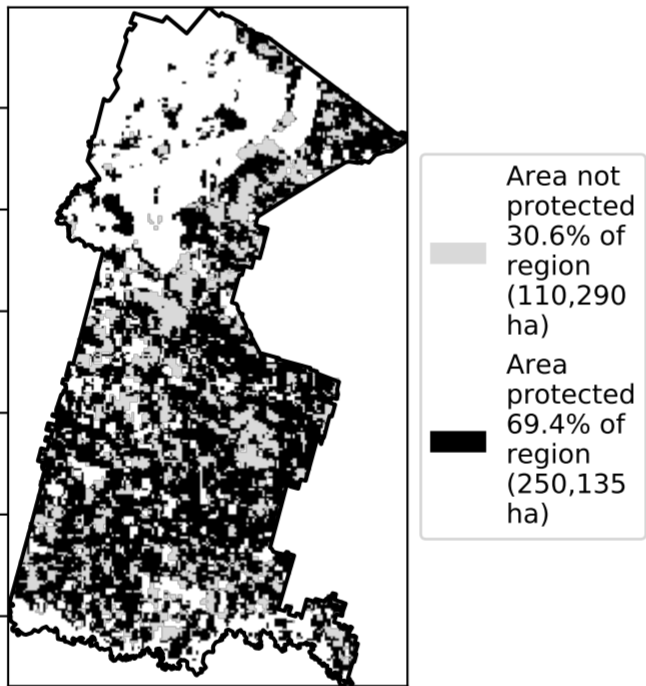 Area not
protected
30.6% of
region
(110,290
ha)
Area
protected
69.4% of
region
(250,135
ha)